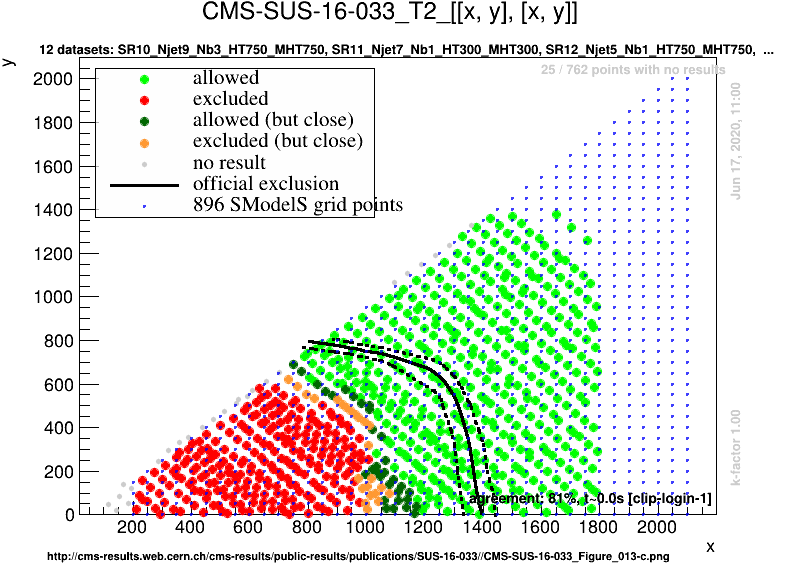 CMS-SUS-16-033_T2_[[x, y], [x, y]]
12 datasets: SR10_Njet9_Nb3_HT750_MHT750, SR11_Njet7_Nb1_HT300_MHT300, SR12_Njet5_Nb1_HT750_MHT750, ...
y
25 / 762 points with no results
allowed
excluded
allowed (but close)
excluded (but close)
no result
official exclusion
896 SModelS grid points
Jun 17, 2020, 11:00
k-factor 1.00
2000
1800
1600
1400
1200
1000
800
600
400
200
0
agreement: 81%, t~0.0s [clip-login-1]
200 400 600 800 1000 1200 1400 1600 1800 2000
x
http://cms-results.web.cern.ch/cms-results/public-results/publications/SUS-16-033//CMS-SUS-16-033_Figure_013-c.png